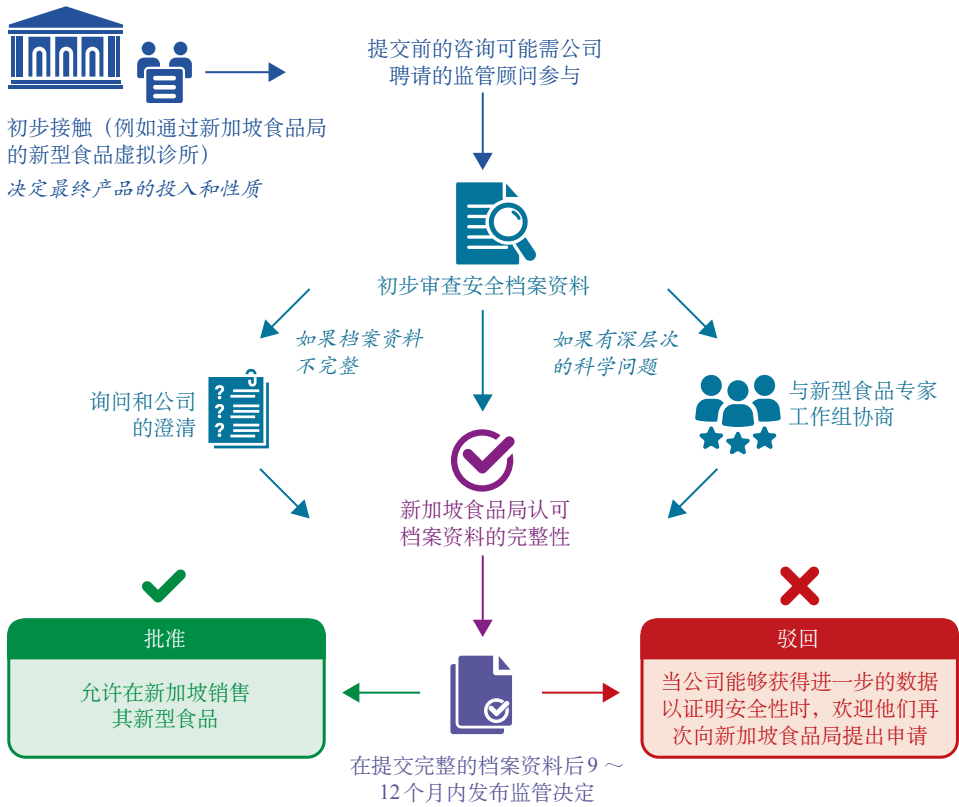 初步接触（例如通过新加坡食品局
的新型食品虚拟诊所）
决定最终产品的投入和性质
提交前的咨询可能需公司
聘请的监管顾问参与
初步审查安全档案资料
如果档案资料
不完整
如果有深层次
的科学问题
询问和公司
的澄清
?
?
?
与新型食品专家
工作组协商
新加坡食品局认可
档案资料的完整性
批准
允许在新加坡销售
其新型食品
驳回
当公司能够获得进一步的数据
以证明安全性时，欢迎他们再
次向新加坡食品局提出申请
在提交完整的档案资料后9～
12个月内发布监管决定